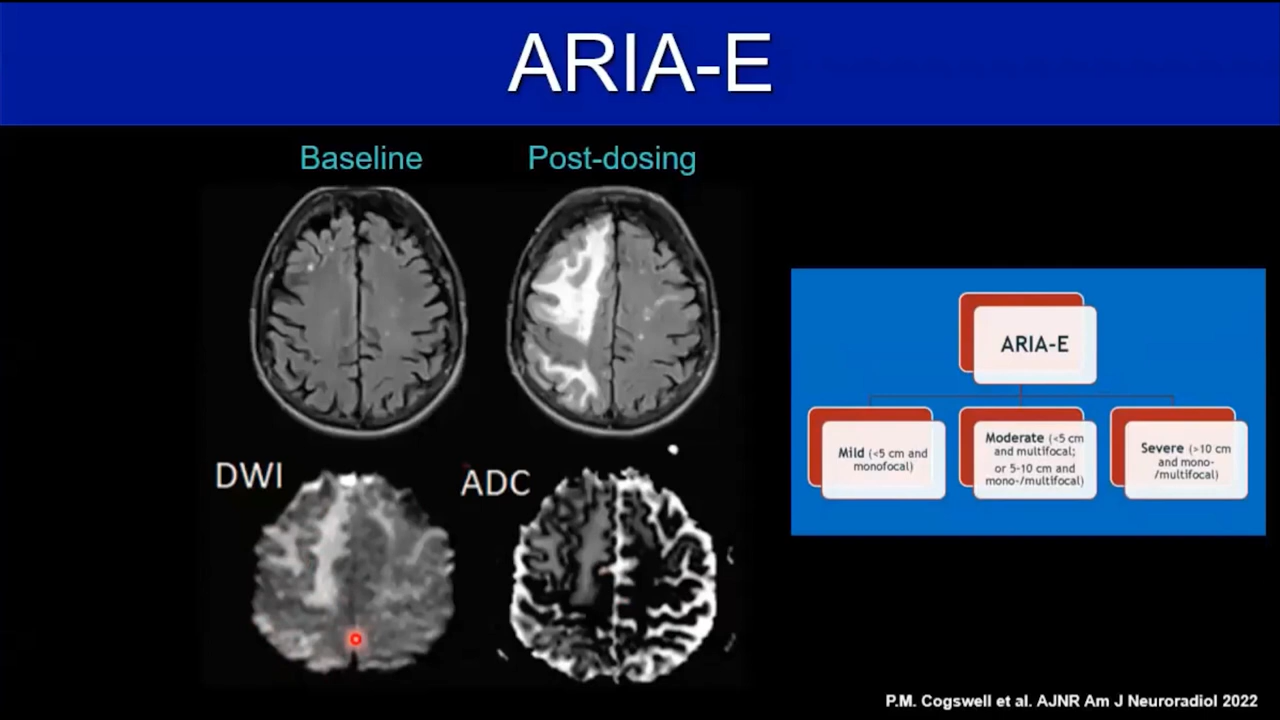 ARIA-E
Baseline
Post-dosing
DWI
ADC
ARIA-E
Mild (<5 cm and
monofocal)
Moderate (<5 cm
and multifocal;
or 5-10 cm and
mono-/multifocal)
Severe (>10 cm
and mono-
/multifocal)
P.M. Cogswell et al. AJNR Am J Neuroradiol 2022